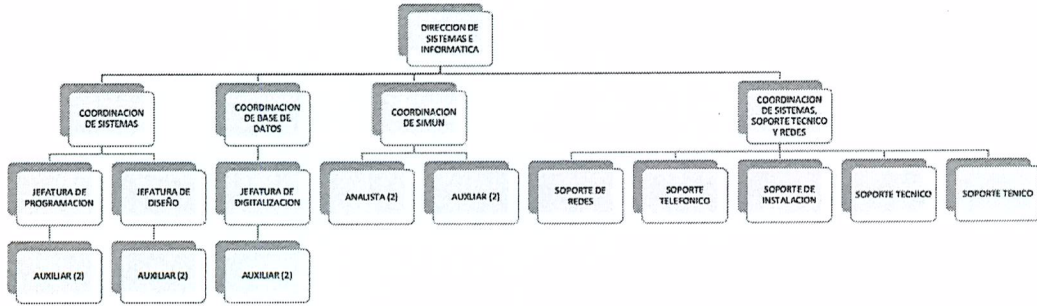 DIRECCION DE
SISTEMAS E
INFORMATICA
COORDINACION
DE SISTEMAS
COORDINACION
DE BASE DE
DATOS
COORDINACION
DE SIMUN
COORDINACION
DE SISTEMAS,
SOPORTE TECNICO
Y REDES
JEFATURA DE
PROGRAMACION
JEFATURA DE
DISEÑO
JEFATURA DE
DIGITALIZACION
ANALISTA (2)
AUXLIAR (2)
SOPORTE DE
REDES
SOPORTE
TELEFONICO
SOPORTE DE
INSTALACION
SOPORTE TECNICO
SOPORTE TENICO
AUXILIAR (2)
AUXILIAR (2)
AUXILIAR (2)